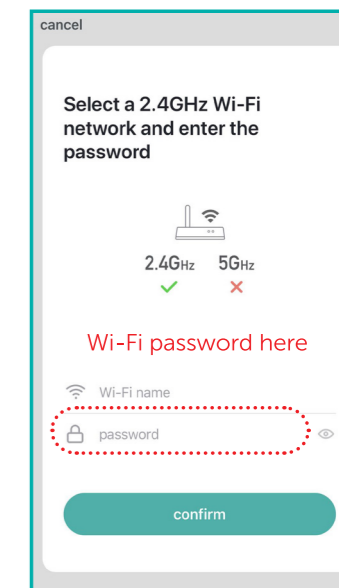 cancel
Select a 2.4GHz Wi-Fi
network and enter the
password
2.4GHz 5GHz
Wi-Fi password here
Wi-Fi name
password
confirm